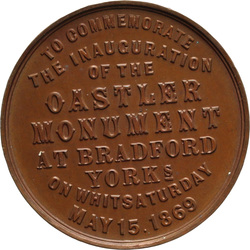 TO COMMEMORATE
THE INAUGURATION
OF THE
OASTLER
MONUMENT
AT BRADFORD
YORKS
ON WHITSATURDAY
MAY 15. 1869